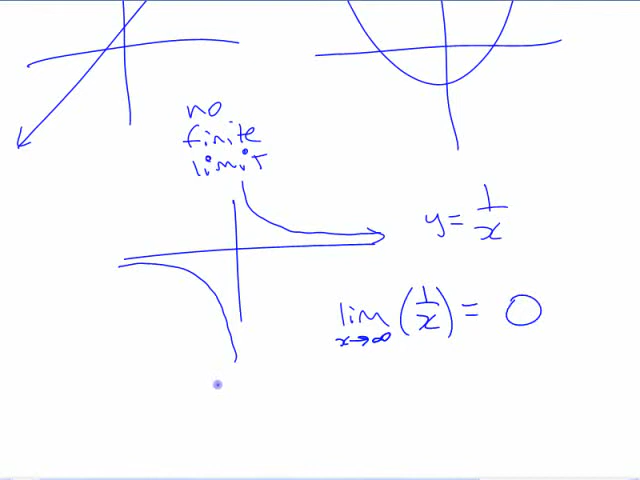 no
finite
limit
y = 1/x
lim x→∞ (1/x) = 0